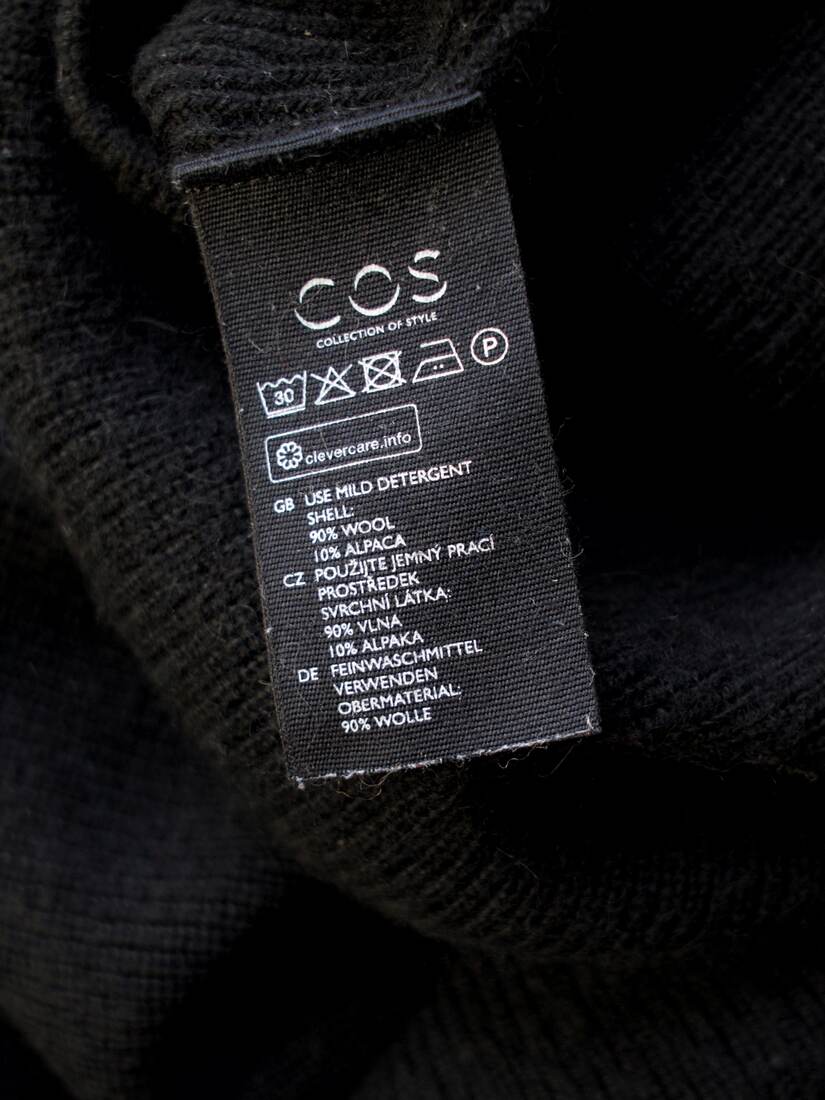 COS
COLLECTION OF STYLE
30 P
clevercare.info
GB USE MILD DETERGENT
SHELL:
90% WOOL
10% ALPACA
CZ POUŽIJTE JEMNÝ PRACÍ
PROSTŘEDEK
SVRCHNÍ LÁTKA:
90% VLNA
10% ALPAKA
DE FEINWASCHMITTEL
VERWENDEN
OBERMATERIAL:
90% WOLLE